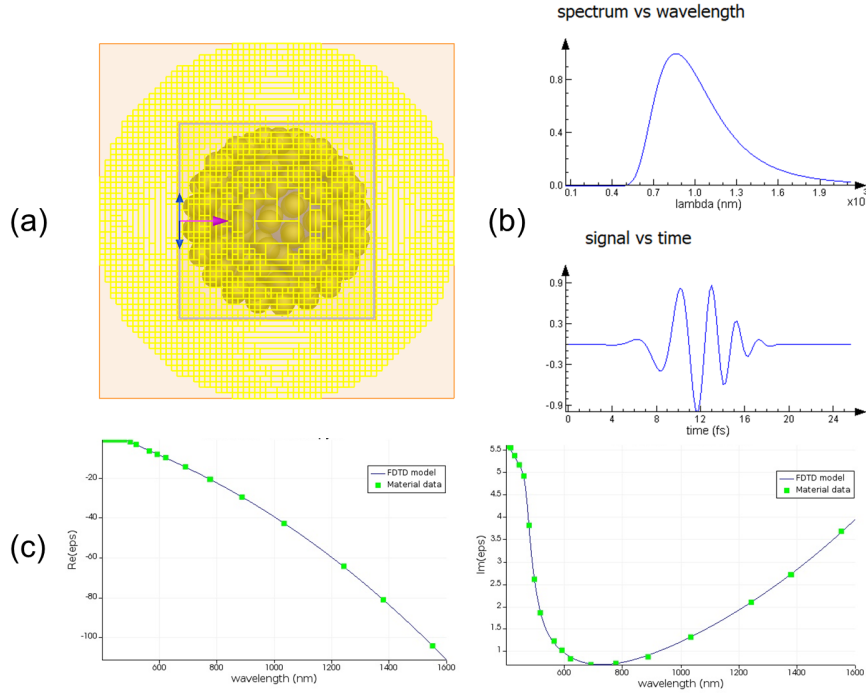 spectrum vs wavelength
0.8
0.4
0.0
0.1 0.4 0.7 1.0 1.3 1.6 1.9
x10
lambda (nm)
(a)
(b)
signal vs time
0.9
0.3
-0.3
-0.9
0 4 8 12 16 20 24
time (fs)
(c)
-20
-40
-60
-80
-100
Re(eps)
FDTD model
Material data
600 800 1000 1200 1400 1600
wavelength (nm)
5.5
5
4.5
4
3.5
3
2.5
2
1.5
1
Im(eps)
FDTD model
Material data
600 800 1000 1200 1400 1600
wavelength (nm)